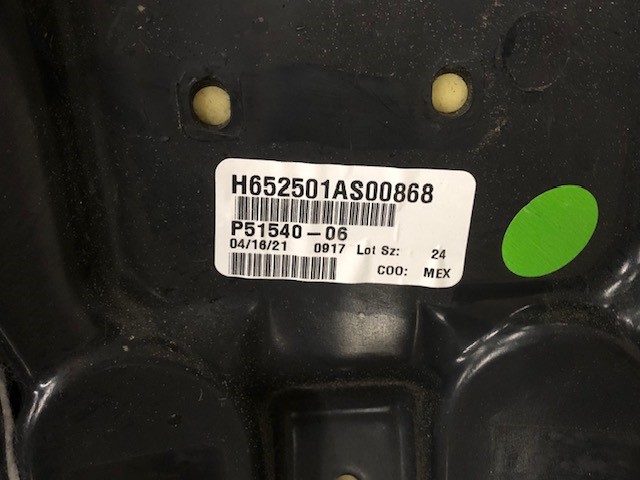 H652501AS00868
P51540-06
04/16/21 0917 Lot Sz: 24
COO: MEX